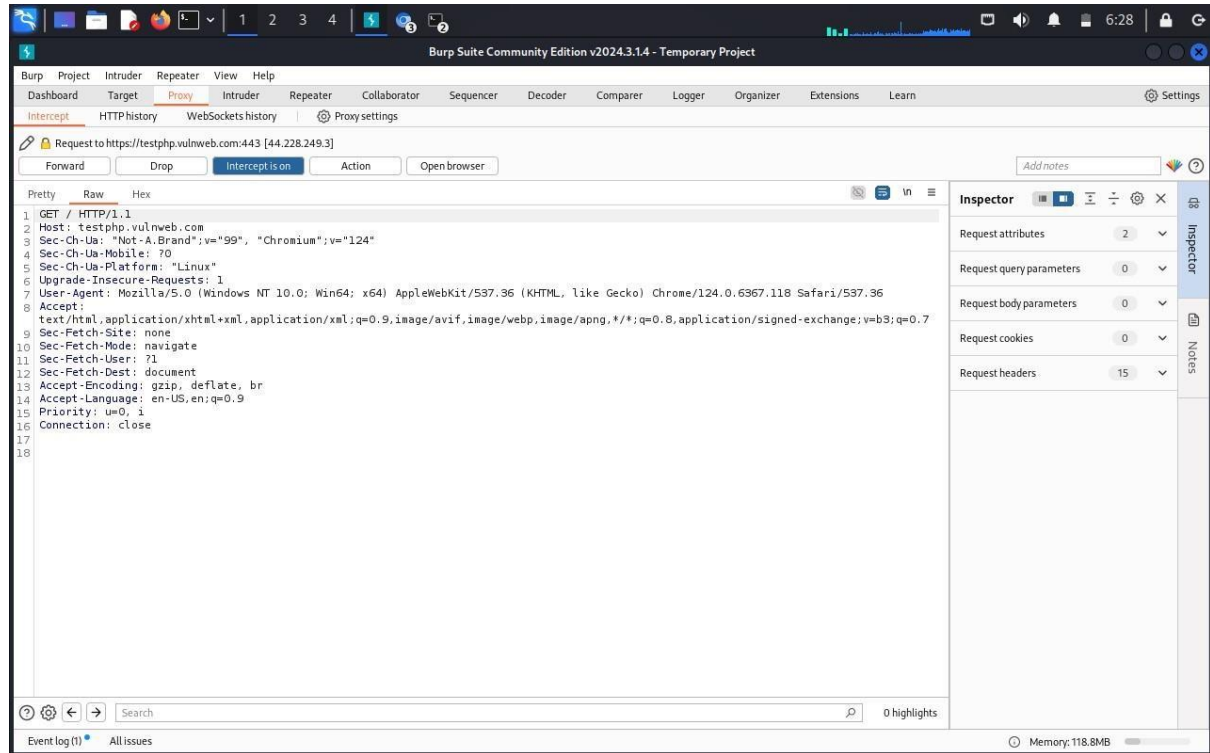 1 2 3 4 6:28
Burp Suite Community Edition v2024.3.1.4 - Temporary Project
Burp Project Intruder Repeater View Help
Dashboard Target Proxy Intruder Repeater Collaborator Sequencer Decoder Comparer Logger Organizer Extensions Learn Settings
Intercept HTTP history WebSockets history Proxy settings
Request to https://testphp.vulnweb.com:443 [44.228.249.3]
Forward Drop Intercept is on Action Open browser Add notes
Pretty Raw Hex \n
1 GET / HTTP/1.1
2 Host: testphp.vulnweb.com
3 Sec-Ch-Ua: "Not-A.Brand";v="99", "Chromium";v="124"
4 Sec-Ch-Ua-Mobile: ?0
5 Sec-Ch-Ua-Platform: "Linux"
6 Upgrade-Insecure-Requests: 1
7 User-Agent: Mozilla/5.0 (Windows NT 10.0; Win64; x64) AppleWebKit/537.36 (KHTML, like Gecko) Chrome/124.0.6367.118 Safari/537.36
8 Accept:
text/html,application/xhtml+xml,application/xml;q=0.9,image/avif,image/webp,image/apng,*/*;q=0.8,application/signed-exchange;v=b3;q=0.7
9 Sec-Fetch-Site: none
10 Sec-Fetch-Mode: navigate
11 Sec-Fetch-User: ?1
12 Sec-Fetch-Dest: document
13 Accept-Encoding: gzip, deflate, br
14 Accept-Language: en-US,en;q=0.9
15 Priority: u=0, i
16 Connection: close
17
18
Inspector
Request attributes 2
Request query parameters 0
Request body parameters 0
Request cookies 0
Request headers 15
Inspector
Notes
Search 0 highlights
Event log (1) All issues Memory: 118.8MB